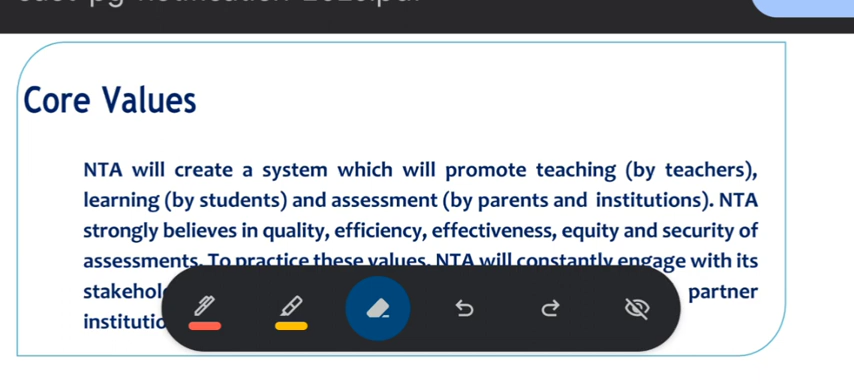 Core Values
NTA will create a system which will promote teaching (by teachers),
learning (by students) and assessment (by parents and institutions). NTA
strongly believes in quality, efficiency, effectiveness, equity and security of
assessments. To practice these values, NTA will constantly engage with its
partner